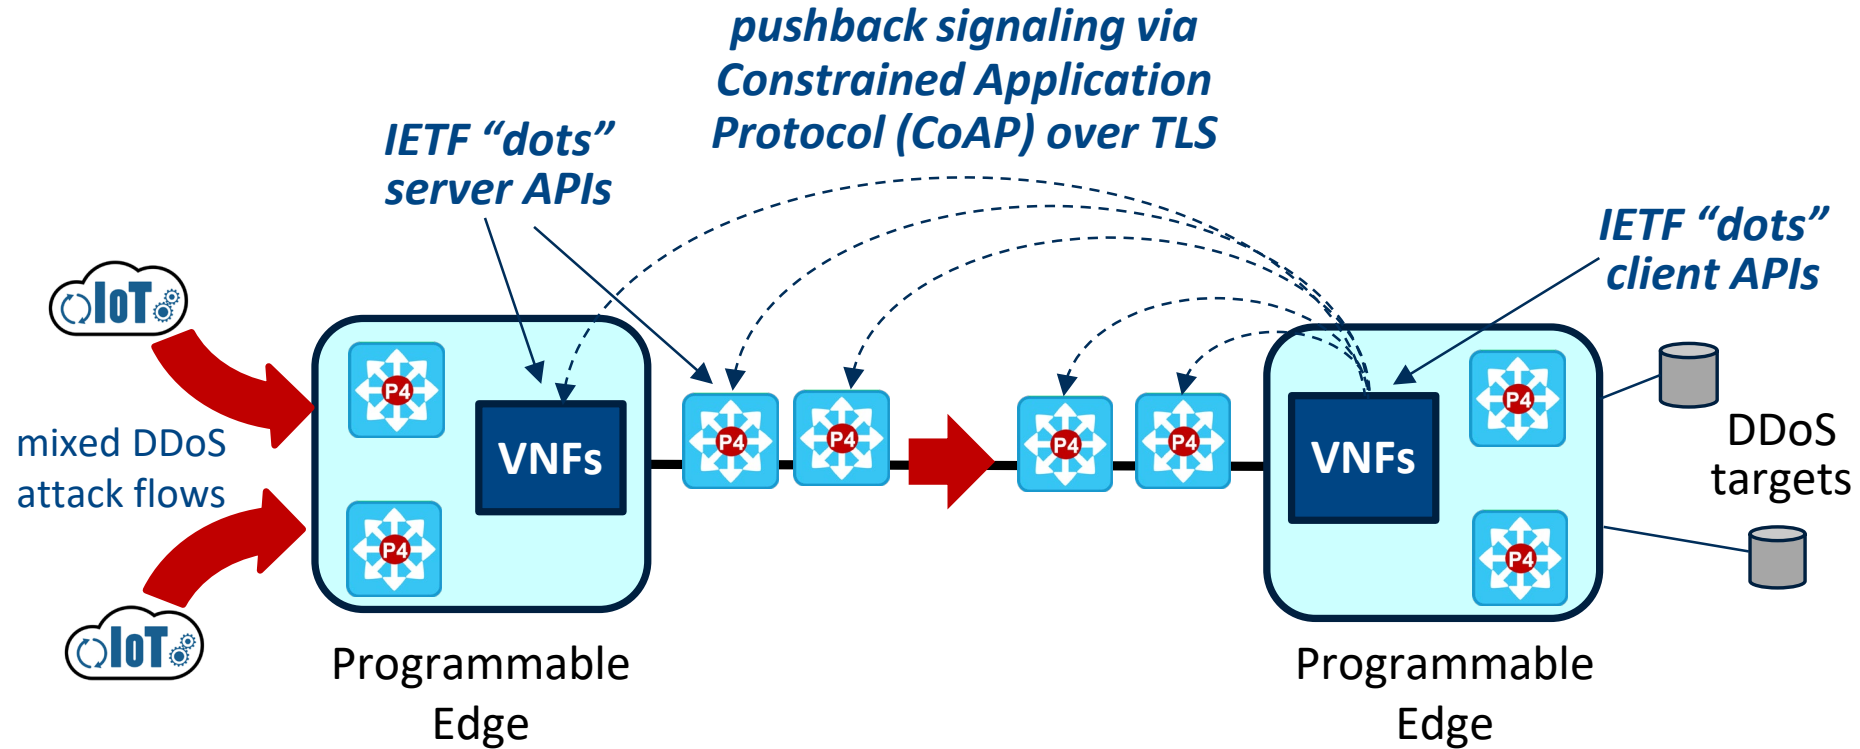 pushback signaling via
Constrained Application
Protocol (CoAP) over TLS
IETF “dots”
server APIs
IETF “dots”
client APIs
IoT
mixed DDoS
attack flows
IoT
P4
P4
VNFs
P4
P4
P4
P4
VNFs
P4
P4
DDoS
targets
Programmable
Edge
Programmable
Edge